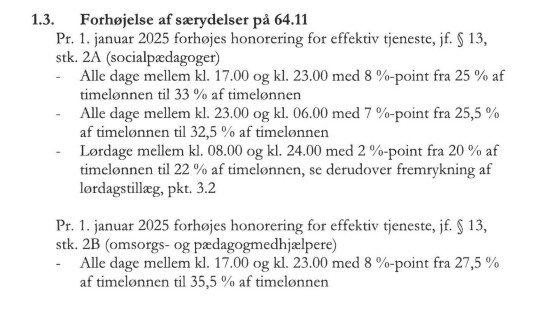 1.3. Forhøjelse af særydelser på 64.11
Pr. 1. januar 2025 forhøjes honorering for effektiv tjeneste, jf. § 13,
stk. 2A (socialpædagoger)
- Alle dage mellem kl. 17.00 og kl. 23.00 med 8 %-point fra 25 % af
timelønnen til 33 % af timelønnen
- Alle dage mellem kl. 23.00 og kl. 06.00 med 7 %-point fra 25,5 %
af timelønnen til 32,5 % af timelønnen
- Lørdage mellem kl. 08.00 og kl. 24.00 med 2 %-point fra 20 % af
timelønnen til 22 % af timelønnen, se derudover fremrykning af
lørdagstillæg, pkt. 3.2
Pr. 1. januar 2025 forhøjes honorering for effektiv tjeneste, jf. § 13,
stk. 2B (omsorgs- og pædagogmedhjælpere)
- Alle dage mellem kl. 17.00 og kl. 23.00 med 8 %-point fra 27,5 %
af timelønnen til 35,5 % af timelønnen